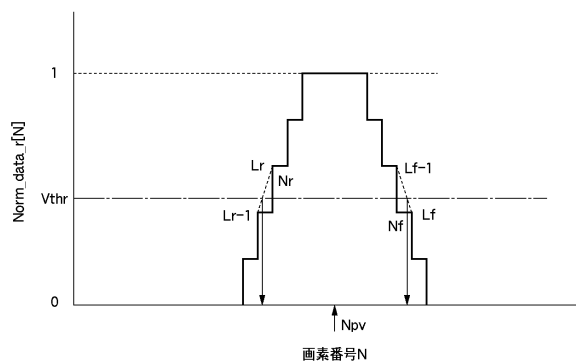 1
Norm_data_r[N]
Lr
Lf-1
Nr
Vthr
Lr-1
Nf
Lf
0
Npv
画素番号N